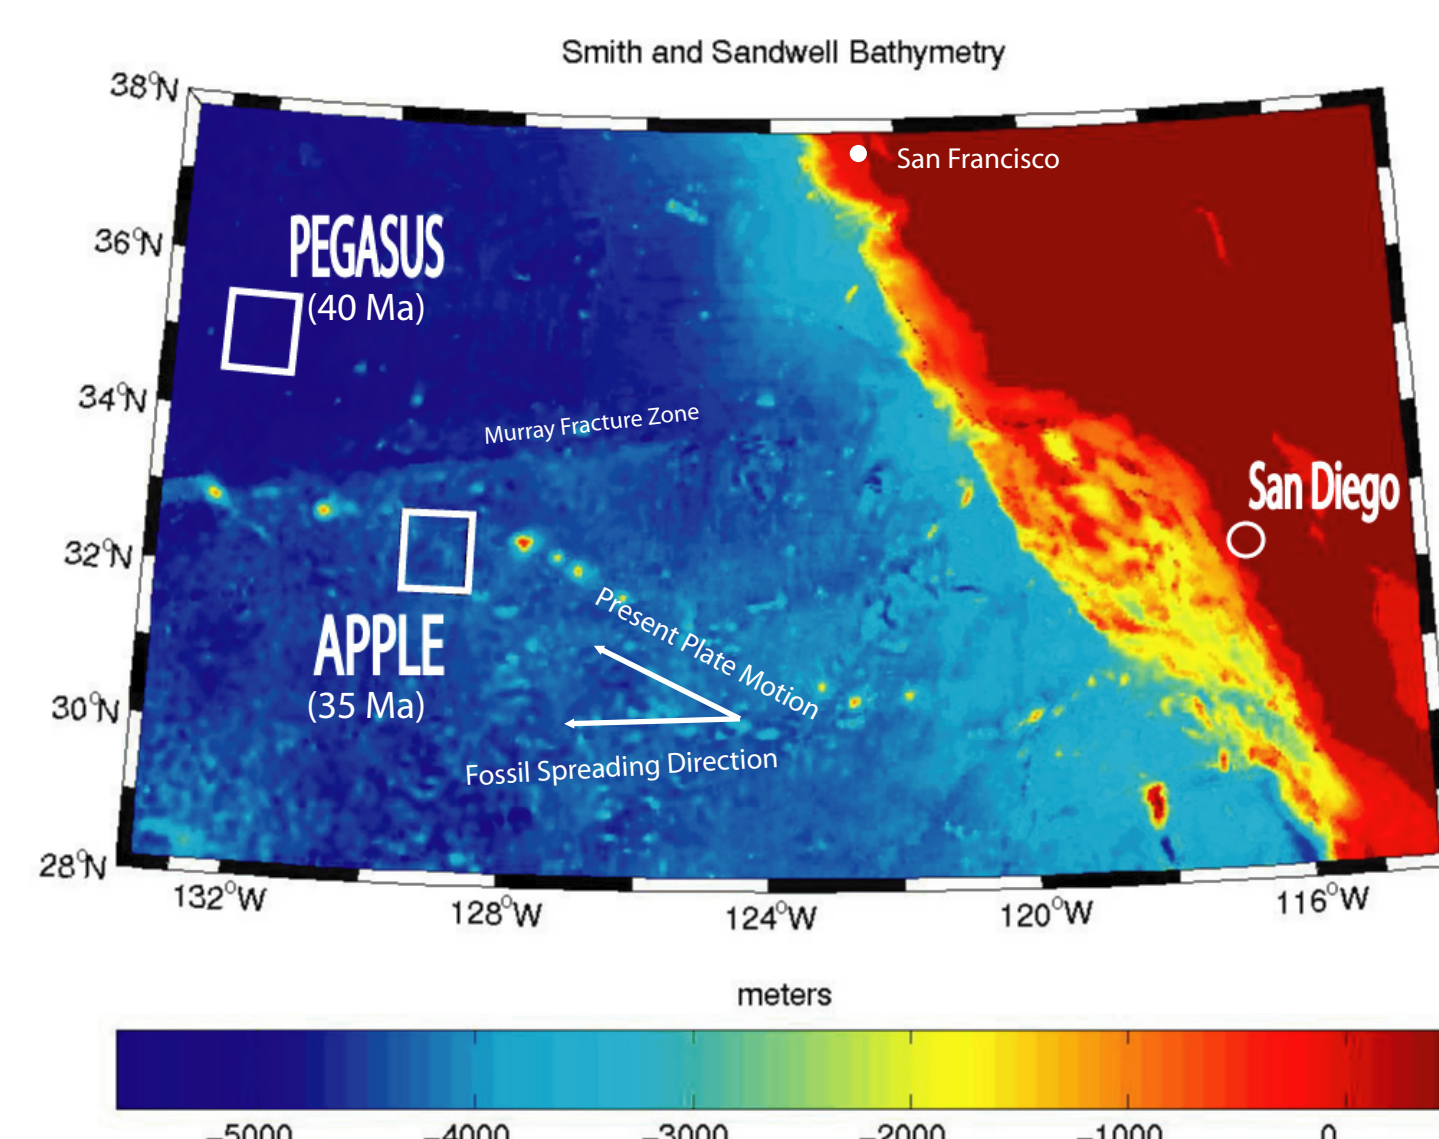 Smith and Sandwell Bathymetry
38°N
San Francisco
36°N
PEGASUS
(40 Ma)
34°N
Murray Fracture Zone
San Diego
32°N
Present Plate Motion
APPLE
(35 Ma)
30°N
Fossil Spreading Direction
28°N
132°W 128°W 124°W 120°W 116°W
meters
−5000 −4000 −3000 −2000 −1000 0